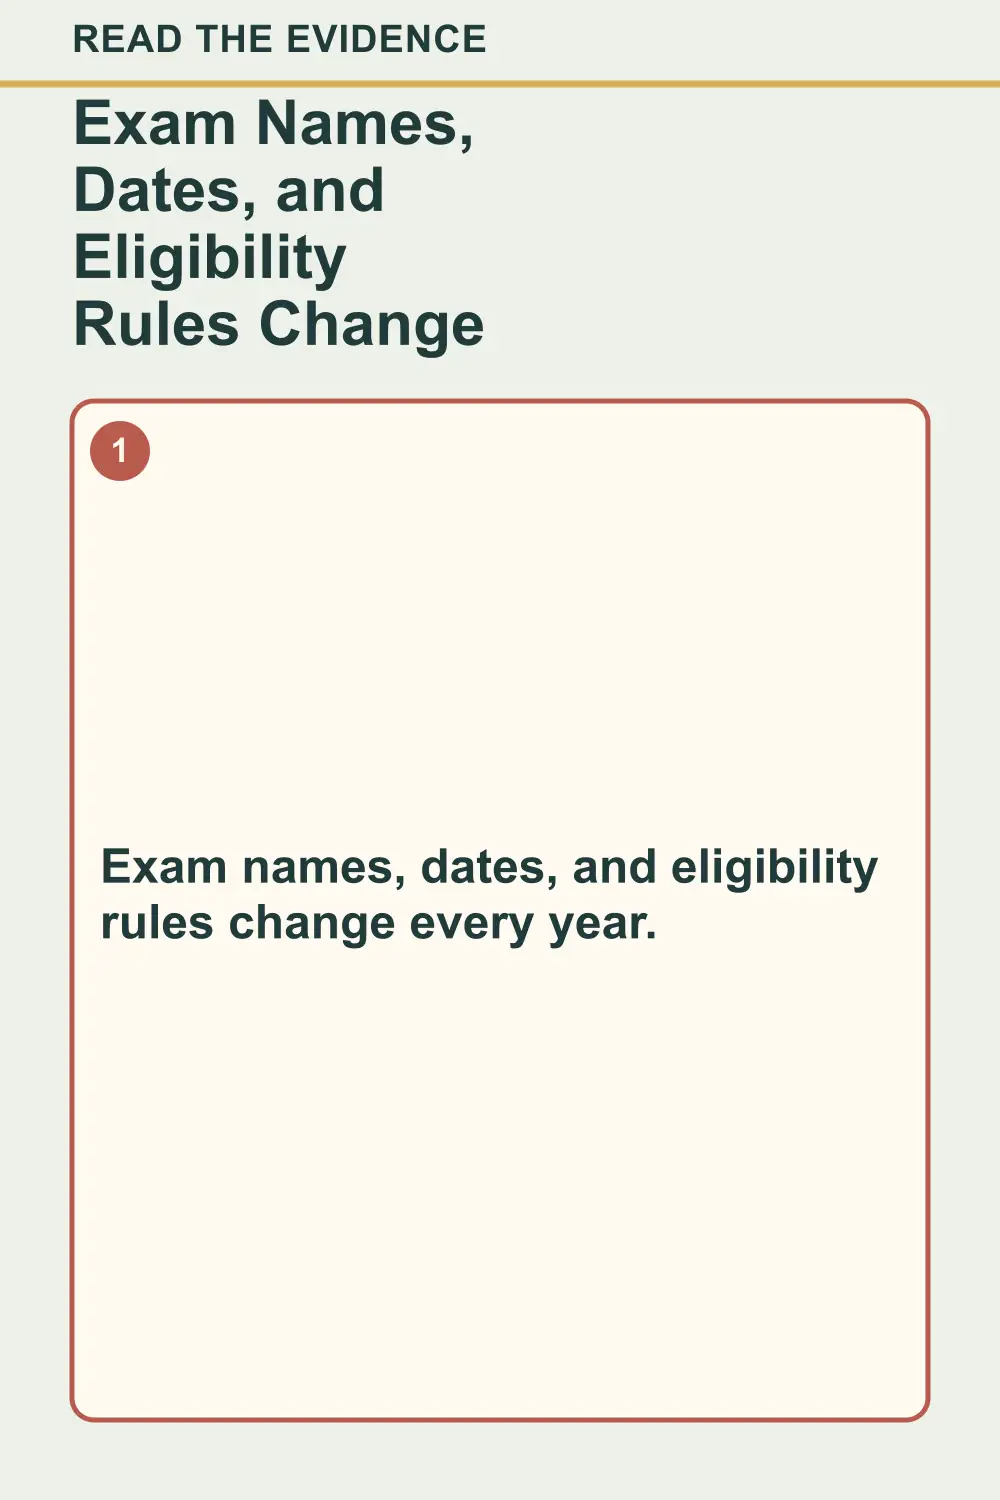 READ THE EVIDENCE
Exam Names,
Dates, and
Eligibility
Rules Change
1
Exam names, dates, and eligibility
rules change every year.